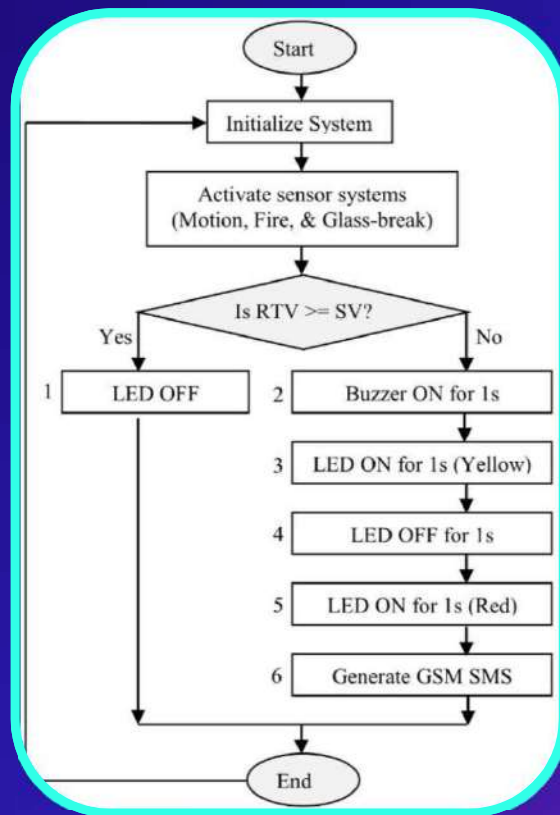 Start
Initialize System
Activate sensor systems
(Motion, Fire, & Glass-break)
Is RTV >= SV?
Yes
No
1 LED OFF
2 Buzzer ON for 1s
3 LED ON for 1s (Yellow)
4 LED OFF for 1s
5 LED ON for 1s (Red)
6 Generate GSM SMS
End